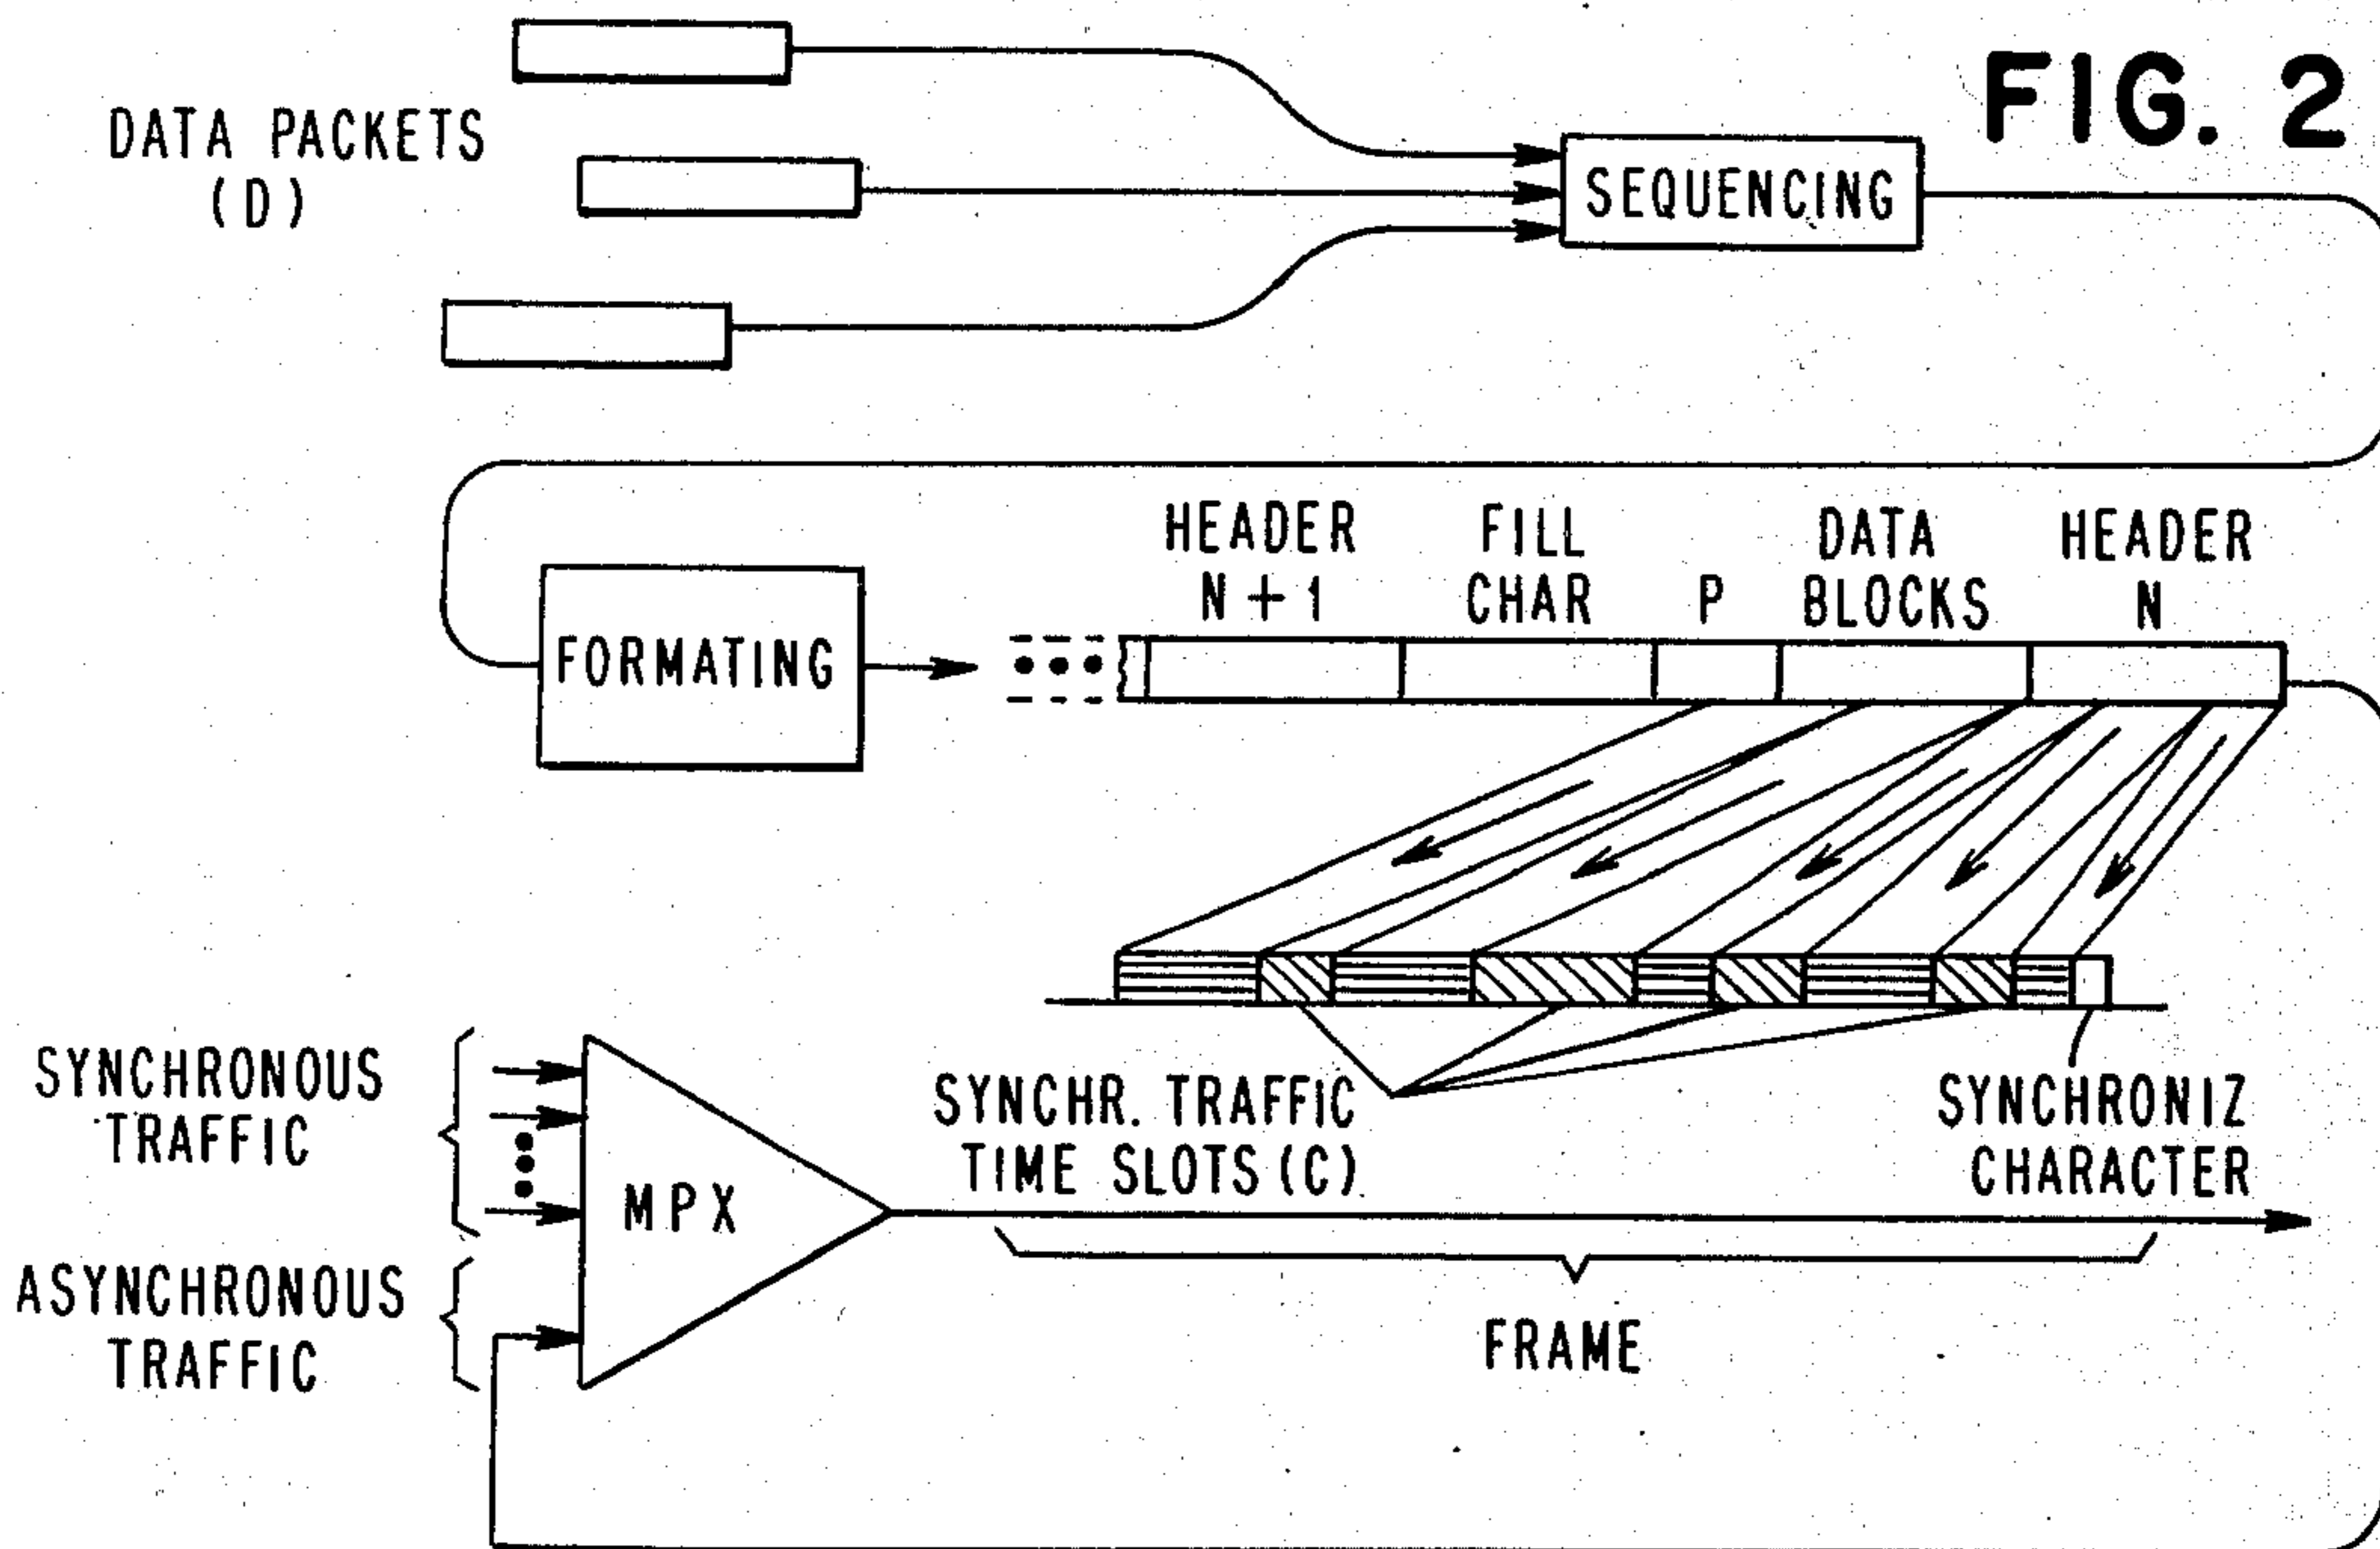 FIG. 2
DATA PACKETS
(D)
SEQUENCING
HEADER
N + 1
FILL
CHAR
P
DATA
BLOCKS
HEADER
N
FORMATING
SYNCHRONOUS
TRAFFIC
ASYNCHRONOUS
TRAFFIC
MPX
SYNCHR. TRAFFIC
TIME SLOTS (C)
SYNCHRONIZ
CHARACTER
FRAME